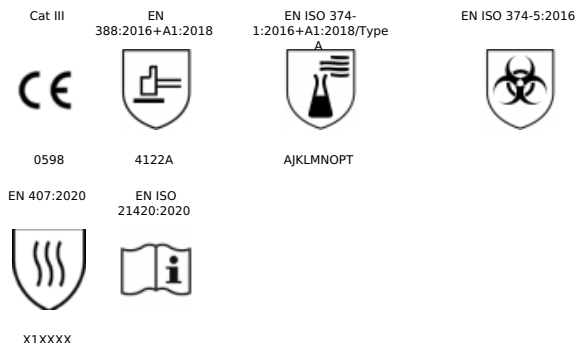 Cat III
EN
388:2016+A1:2018
EN ISO 374-
1:2016+A1:2018/Type
A
EN ISO 374-5:2016
CE
0598
4122A
AJKLMNOPT
EN 407:2020
EN ISO
21420:2020
i
X1XXXX